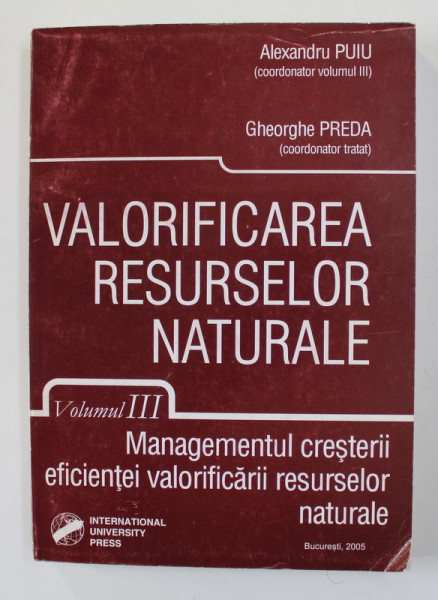 Alexandru PUIU
(coordonator volumul III)
Gheorghe PREDA
(coordonator tratat)
VALORIFICAREA
RESURSELOR
NATURALE
Volumul III
Managementul creşterii
eficienţei valorificării resurselor
naturale
INTERNATIONAL
UNIVERSITY
PRESS
Bucureşti, 2005